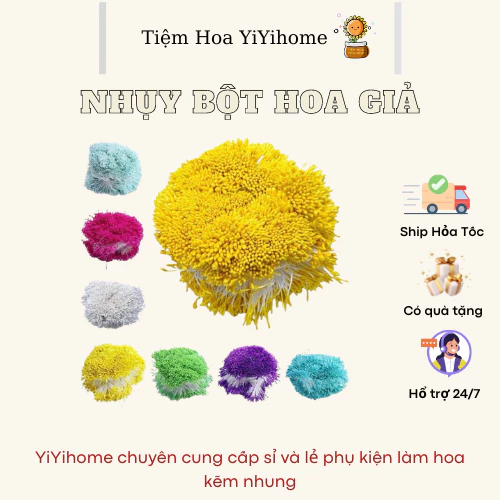 Tiệm Hoa YiYihome
NHỤY BỘT HOA GIẢ
Ship Hỏa Tốc
Có quà tặng
Hổ trợ 24/7
YiYihome chuyên cung cấp sỉ và lẻ phụ kiện làm hoa
kẽm nhung